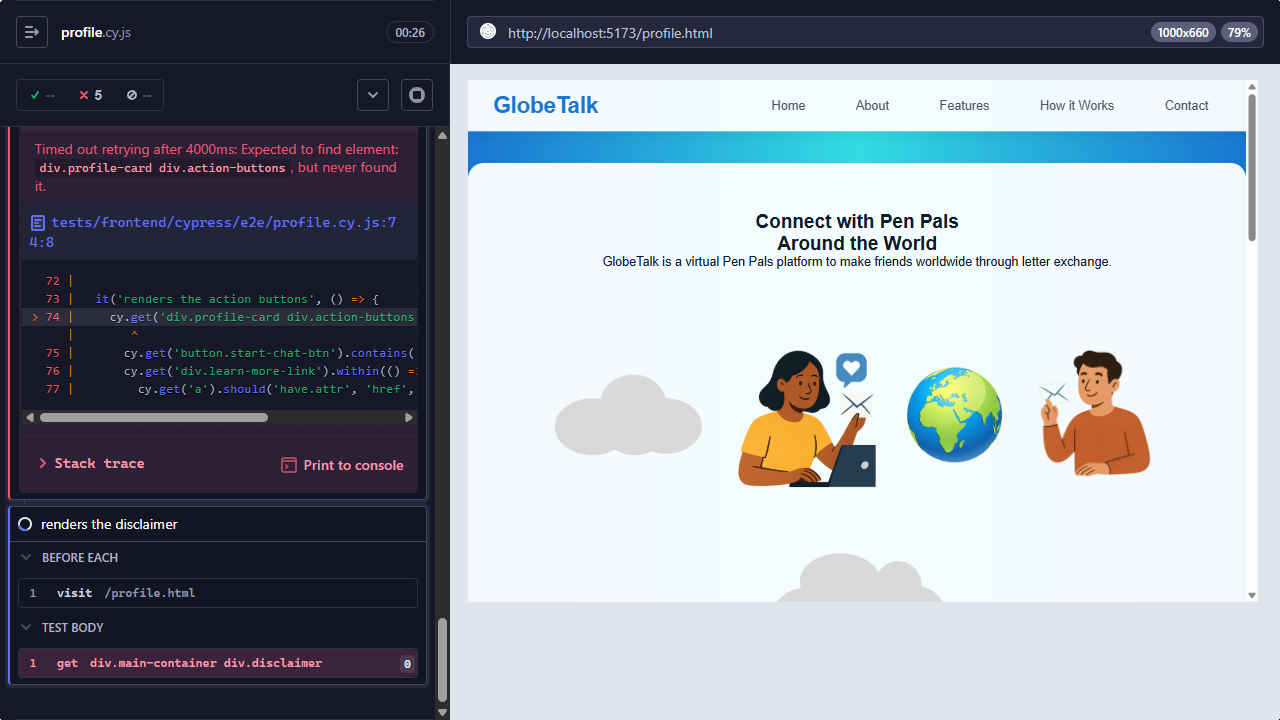 profile.cy.js
00:26
-- 5 --
Timed out retrying after 4000ms: Expected to find element:
div.profile-card div.action-buttons , but never found
it.
tests/frontend/cypress/e2e/profile.cy.js:7
4:8
72 |
73 | it('renders the action buttons', () => {
> 74 | cy.get('div.profile-card div.action-buttons
| ^
75 | cy.get('button.start-chat-btn').contains(
76 | cy.get('div.learn-more-link').within(() =
77 | cy.get('a').should('have.attr', 'href',
Stack trace
Print to console
renders the disclaimer
BEFORE EACH
1 visit /profile.html
TEST BODY
1 get div.main-container div.disclaimer 0
http://localhost:5173/profile.html
1000x660 79%
GlobeTalk
Home About Features How it Works Contact
Connect with Pen Pals
Around the World
GlobeTalk is a virtual Pen Pals platform to make friends worldwide through letter exchange.